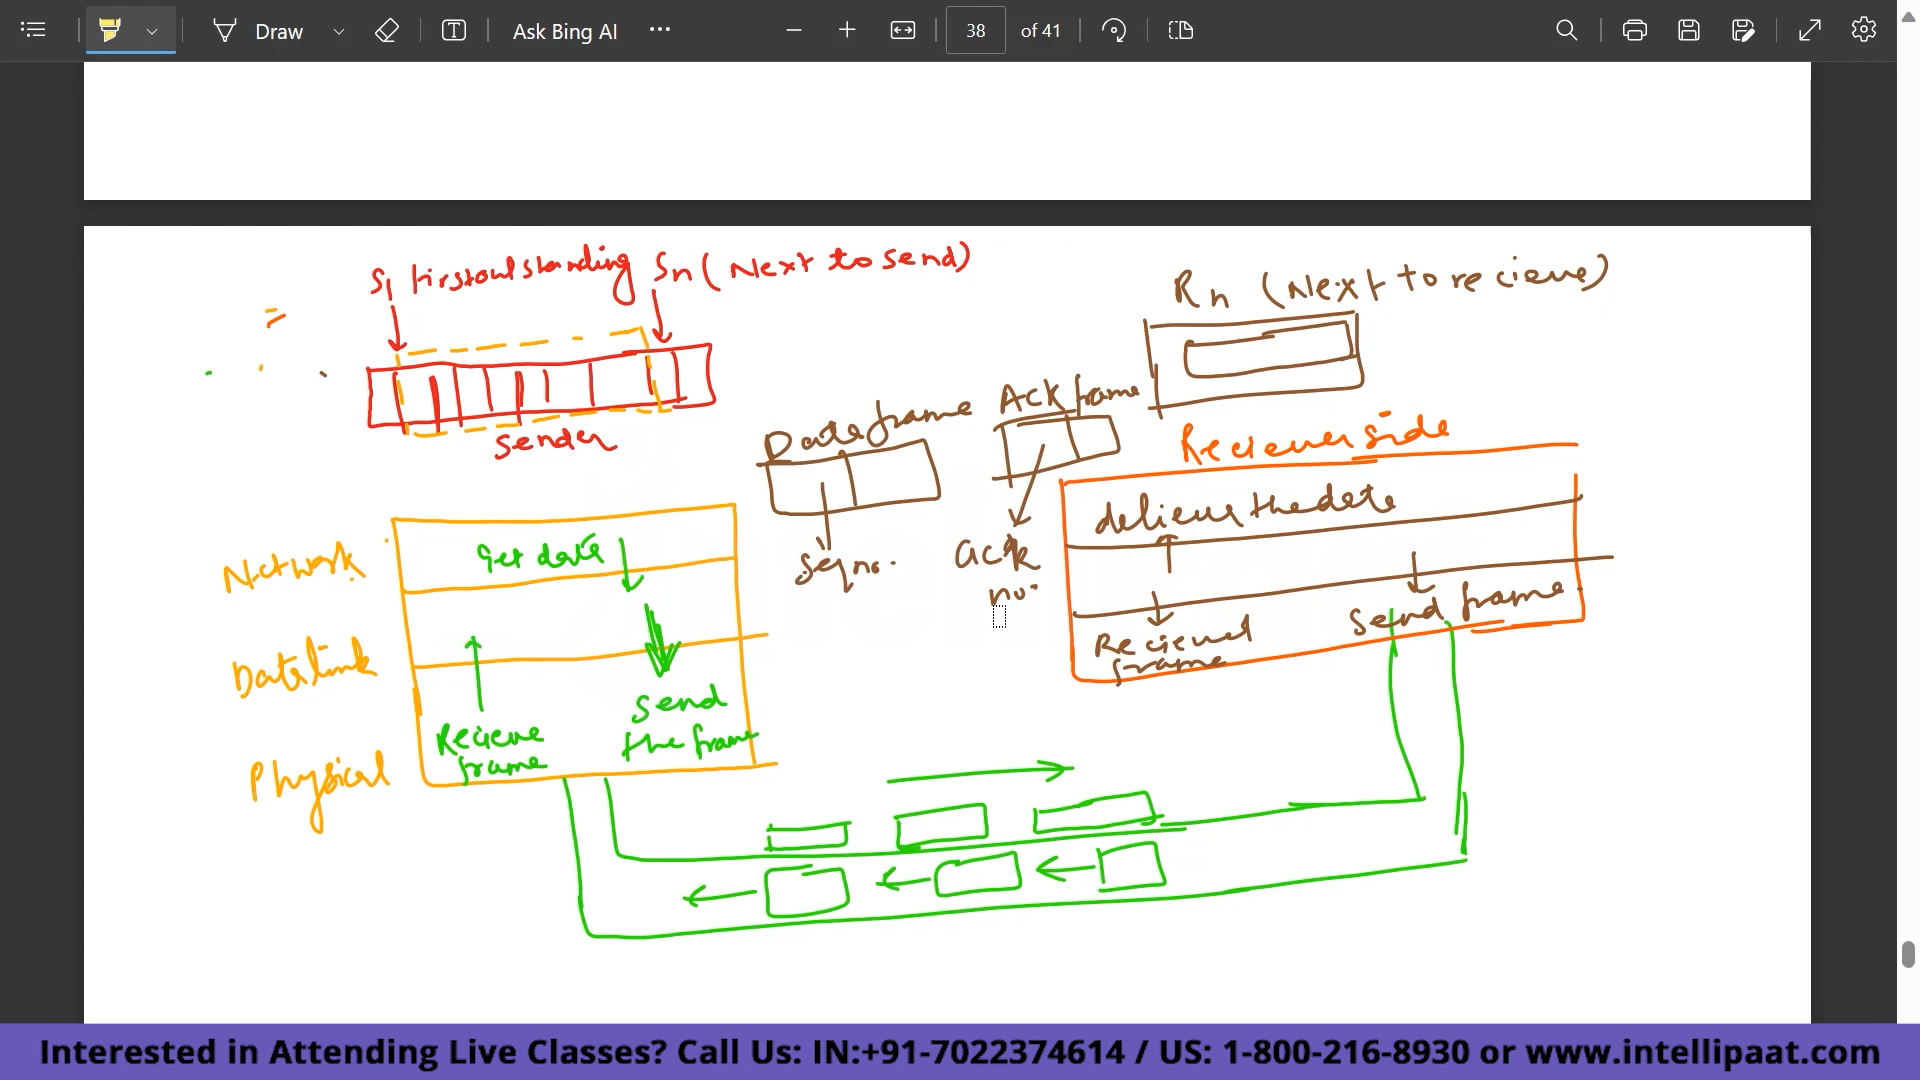 Draw
Ask Bing AI
38 of 41
Sf firstoutstanding Sn (Next to send)
Rn (Next to recieve)
Sender
Data frame
Ack frame
Seq no.
ack
no.
Reciever side
deliever the data
Recieved
frame
Send frame
Network
Get data
Datalink
Physical
Recieve
frame
Send
the frame
Interested in Attending Live Classes? Call Us: IN:+91-7022374614 / US: 1-800-216-8930 or www.intellipaat.com